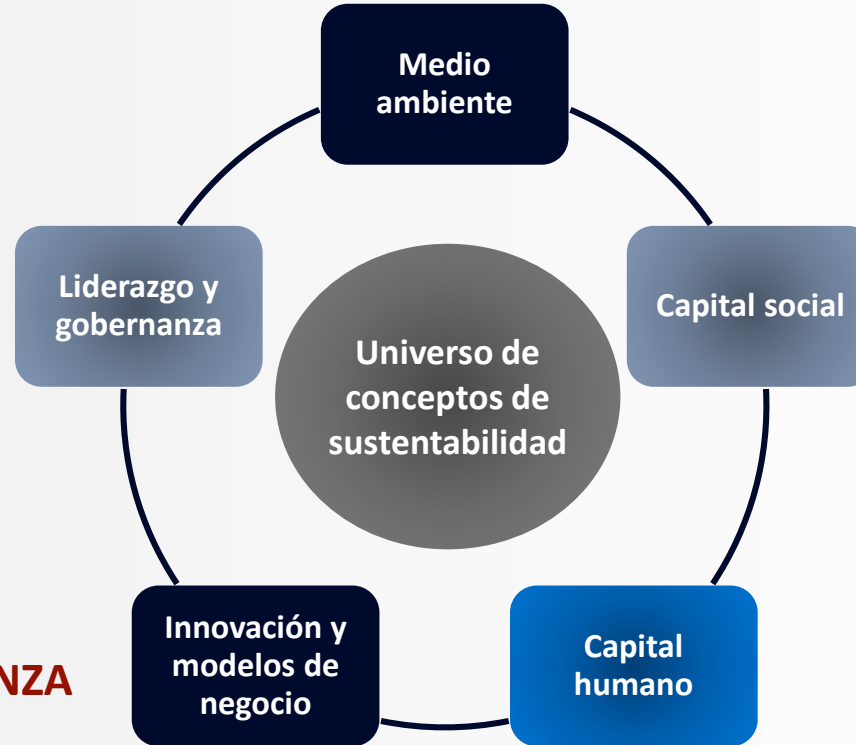 Medio
ambiente
Liderazgo y
gobernanza
Capital social
Universo de
conceptos de
sustentabilidad
Innovación y
modelos de
negocio
Capital
humano
NZA